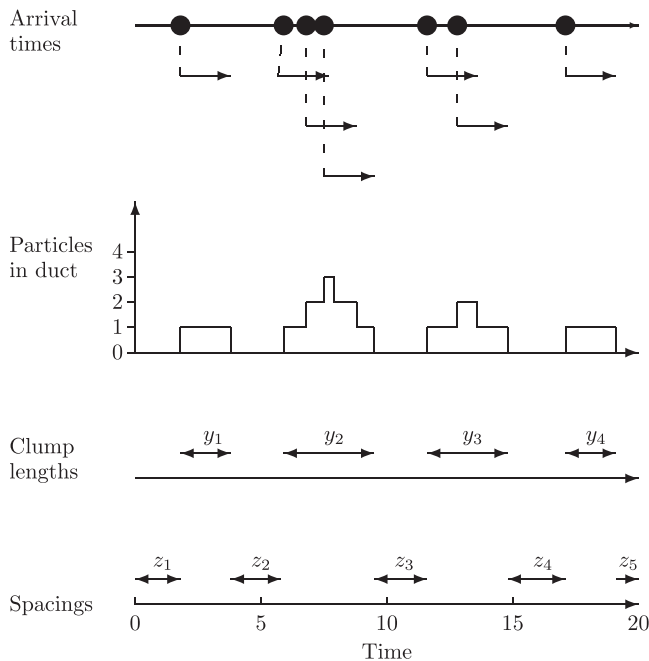 Arrival
times
Particles
in duct
4
3
2
1
0
Clump
lengths
y₁ y₂ y₃ y₄
z₁ z₂ z₃ z₄ z₅
Spacings
0 5 10 15 20
Time